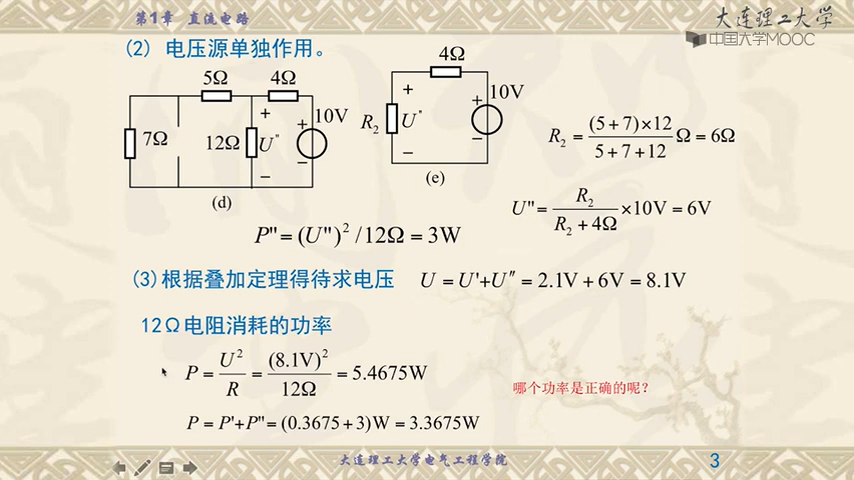 第1章 直流电路
大连理工大学
中国大学MOOC
(2) 电压源单独作用。
5Ω 4Ω
7Ω 12Ω + U" − + 10V −
(d)
4Ω
R₂ + U" − + 10V −
(e)
R₂ = (5+7)×12 / 5+7+12 Ω = 6Ω
U" = R₂ / R₂+4Ω ×10V = 6V
P" = (U")² /12Ω = 3W
(3)根据叠加定理得待求电压 U = U'+U" = 2.1V + 6V = 8.1V
12Ω电阻消耗的功率
P = U² / R = (8.1V)² / 12Ω = 5.4675W
哪个功率是正确的呢?
P = P'+P" = (0.3675+3)W = 3.3675W
大连理工大学电气工程学院
3